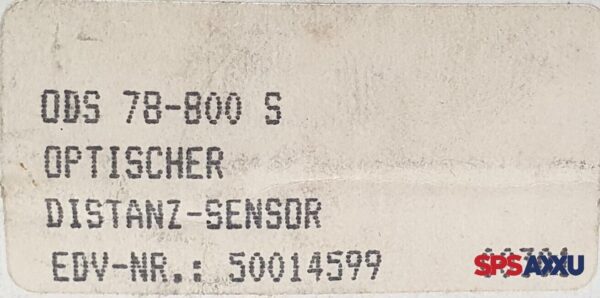 ODS 78-800 S
OPTISCHER
DISTANZ-SENSOR
EDV-NR.: 50014599
SPSAXXU